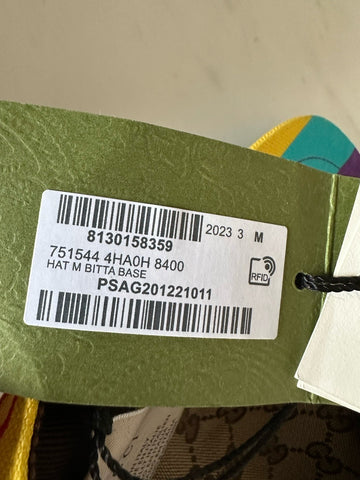 2023 3 M
8130158359
751544 4HA0H 8400
HAT M BITTA BASE
RFID
PSAG201221011